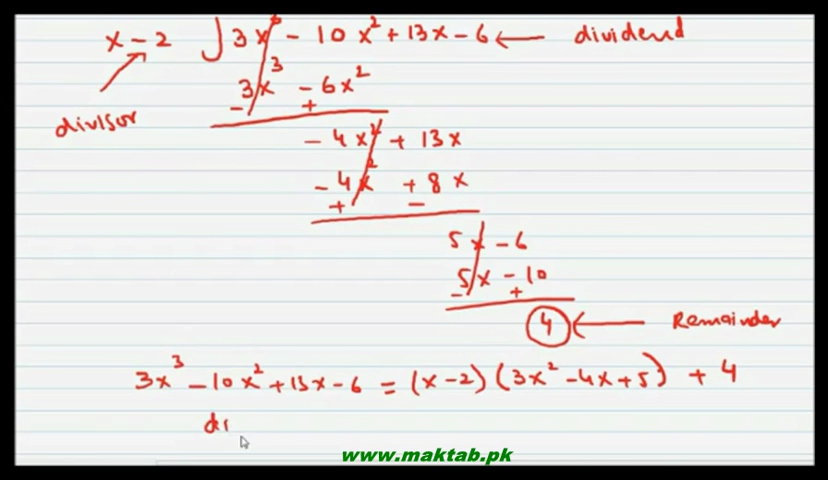 x - 2 ) 3x³ - 10x² + 13x - 6 ← dividend
3x³ - 6x²
- +
divisor
- 4x² + 13x
- 4x² + 8x
+ -
5x - 6
5x - 10
- +
4 ← Remainder
3x³ - 10x² + 13x - 6 = (x - 2) (3x² - 4x + 5) + 4
di
www.maktab.pk